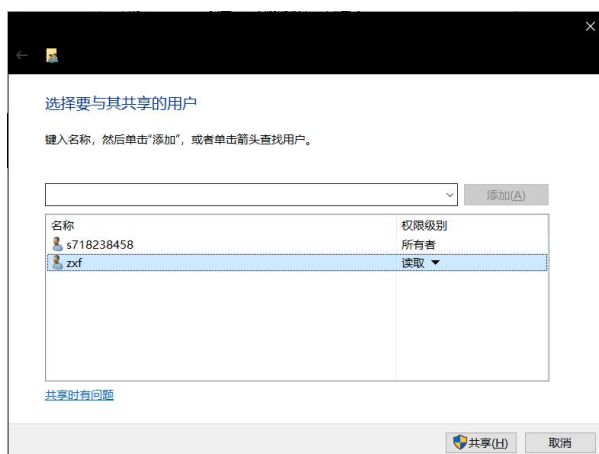 选择要与其共享的用户
键入名称，然后单击“添加”，或者单击箭头查找用户。
添加(A)
名称 权限级别
s718238458 所有者
zxf 读取
共享时有问题
共享(H) 取消